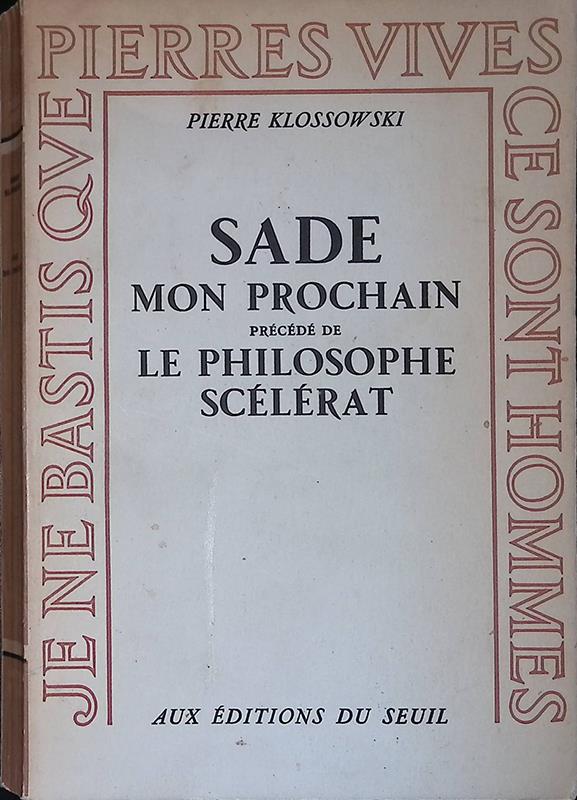 JE NE BASTIS QVE
PIERRES VIVES
CE SONT HOMMES
PIERRE KLOSSOWSKI
SADE
MON PROCHAIN
PRÉCÉDÉ DE
LE PHILOSOPHE
SCÉLÉRAT
AUX ÉDITIONS DU SEUIL